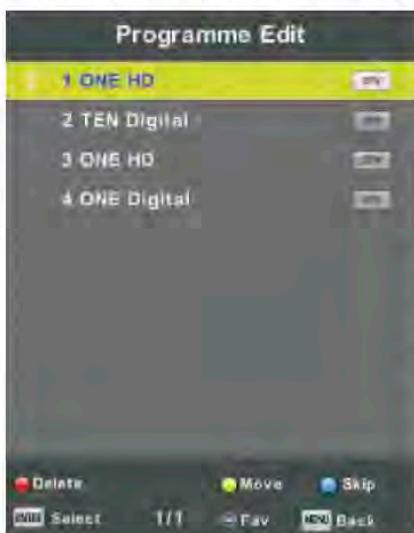 Programme Edit
1 ONE HD
2 TEN Digital
3 ONE HD
4 ONE Digital
Delete Move Skip
Select 1/1 Fav Back